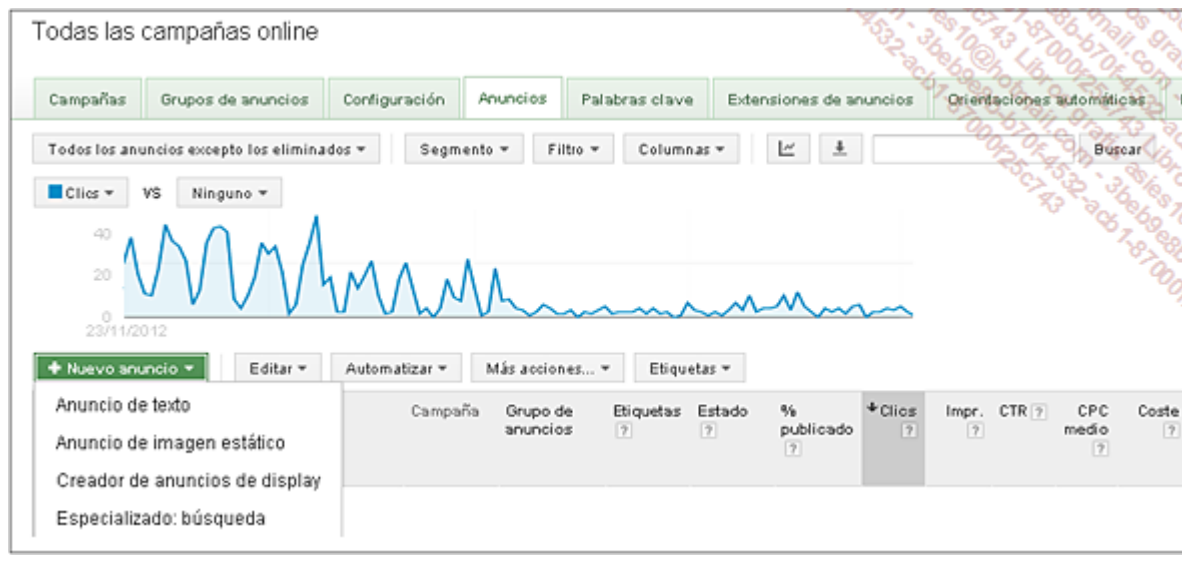 Todas las campañas online
Campañas Grupos de anuncios Configuración Anuncios Palabras clave Extensiones de anuncios Orientaciones automáticas
Todos los anuncios excepto los eliminados Segmento Filtro Columnas Buscar
Clics VS Ninguno
40
20
0
23/11/2012
+ Nuevo anuncio Editar Automatizar Más acciones... Etiquetas
Anuncio de texto
Anuncio de imagen estático
Creador de anuncios de display
Especializado: búsqueda
Campaña Grupo de anuncios Etiquetas ? Estado ? % publicado ? Clics ? Impr. ? CTR ? CPC medio ? Coste ?